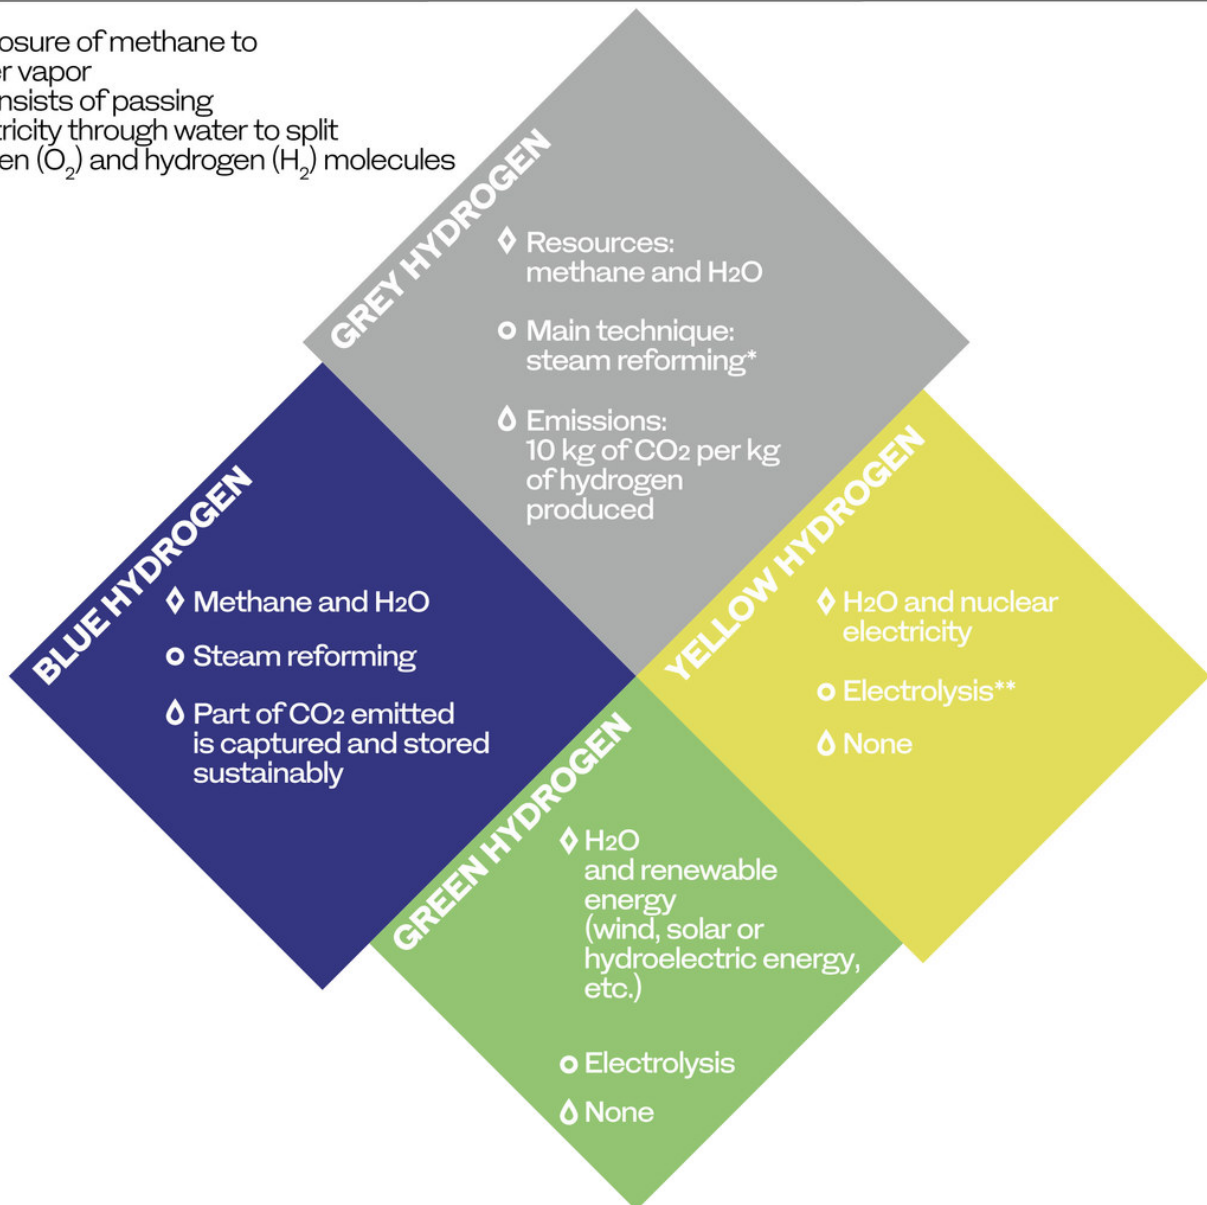 osure of methane to
er vapor
nsists of passing
tricity through water to split
en (O₂) and hydrogen (H₂) molecules
GREY HYDROGEN
Resources:
methane and H2O
Main technique:
steam reforming*
Emissions:
10 kg of CO2 per kg
of hydrogen
produced
BLUE HYDROGEN
Methane and H2O
Steam reforming
Part of CO2 emitted
is captured and stored
sustainably
YELLOW HYDROGEN
H2O and nuclear
electricity
Electrolysis**
None
GREEN HYDROGEN
H2O
and renewable
energy
(wind, solar or
hydroelectric energy,
etc.)
Electrolysis
None